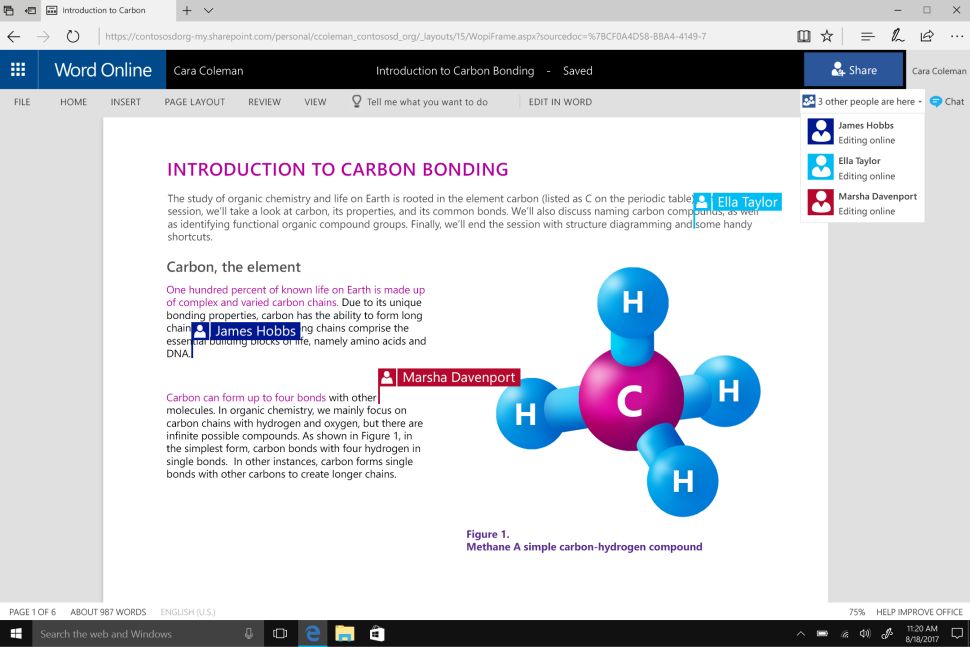 Introduction to Carbon
https://contososdorg-my.sharepoint.com/personal/ccoleman_contososd_org/_layouts/15/WopiFrame.aspx?sourcedoc=%7BCF0A4DS8-BBA4-4149-7
Word Online
Cara Coleman
Introduction to Carbon Bonding - Saved
Share
Cara Coleman
FILE HOME INSERT PAGE LAYOUT REVIEW VIEW Tell me what you want to do EDIT IN WORD
3 other people are here
Chat
James Hobbs
Editing online
Ella Taylor
Editing online
Marsha Davenport
Editing online
INTRODUCTION TO CARBON BONDING
The study of organic chemistry and life on Earth is rooted in the element carbon (listed as C on the periodic table)
Ella Taylor
session, we'll take a look at carbon, its properties, and its common bonds. We'll also discuss naming carbon compounds, as well
as identifying functional organic compound groups. Finally, we'll end the session with structure diagramming and some handy
shortcuts.
Carbon, the element
One hundred percent of known life on Earth is made up
of complex and varied carbon chains. Due to its unique
bonding properties, carbon has the ability to form long
chain
James Hobbs
ng chains comprise the
essential building blocks of life, namely amino acids and
DNA.
Marsha Davenport
Carbon can form up to four bonds with other
molecules. In organic chemistry, we mainly focus on
carbon chains with hydrogen and oxygen, but there are
infinite possible compounds. As shown in Figure 1, in
the simplest form, carbon bonds with four hydrogen in
single bonds. In other instances, carbon forms single
bonds with other carbons to create longer chains.
H
H
C
H
H
Figure 1.
Methane A simple carbon-hydrogen compound
PAGE 1 OF 6 ABOUT 987 WORDS ENGLISH (U.S.)
75% HELP IMPROVE OFFICE
Search the web and Windows
11:20 AM
8/18/2017